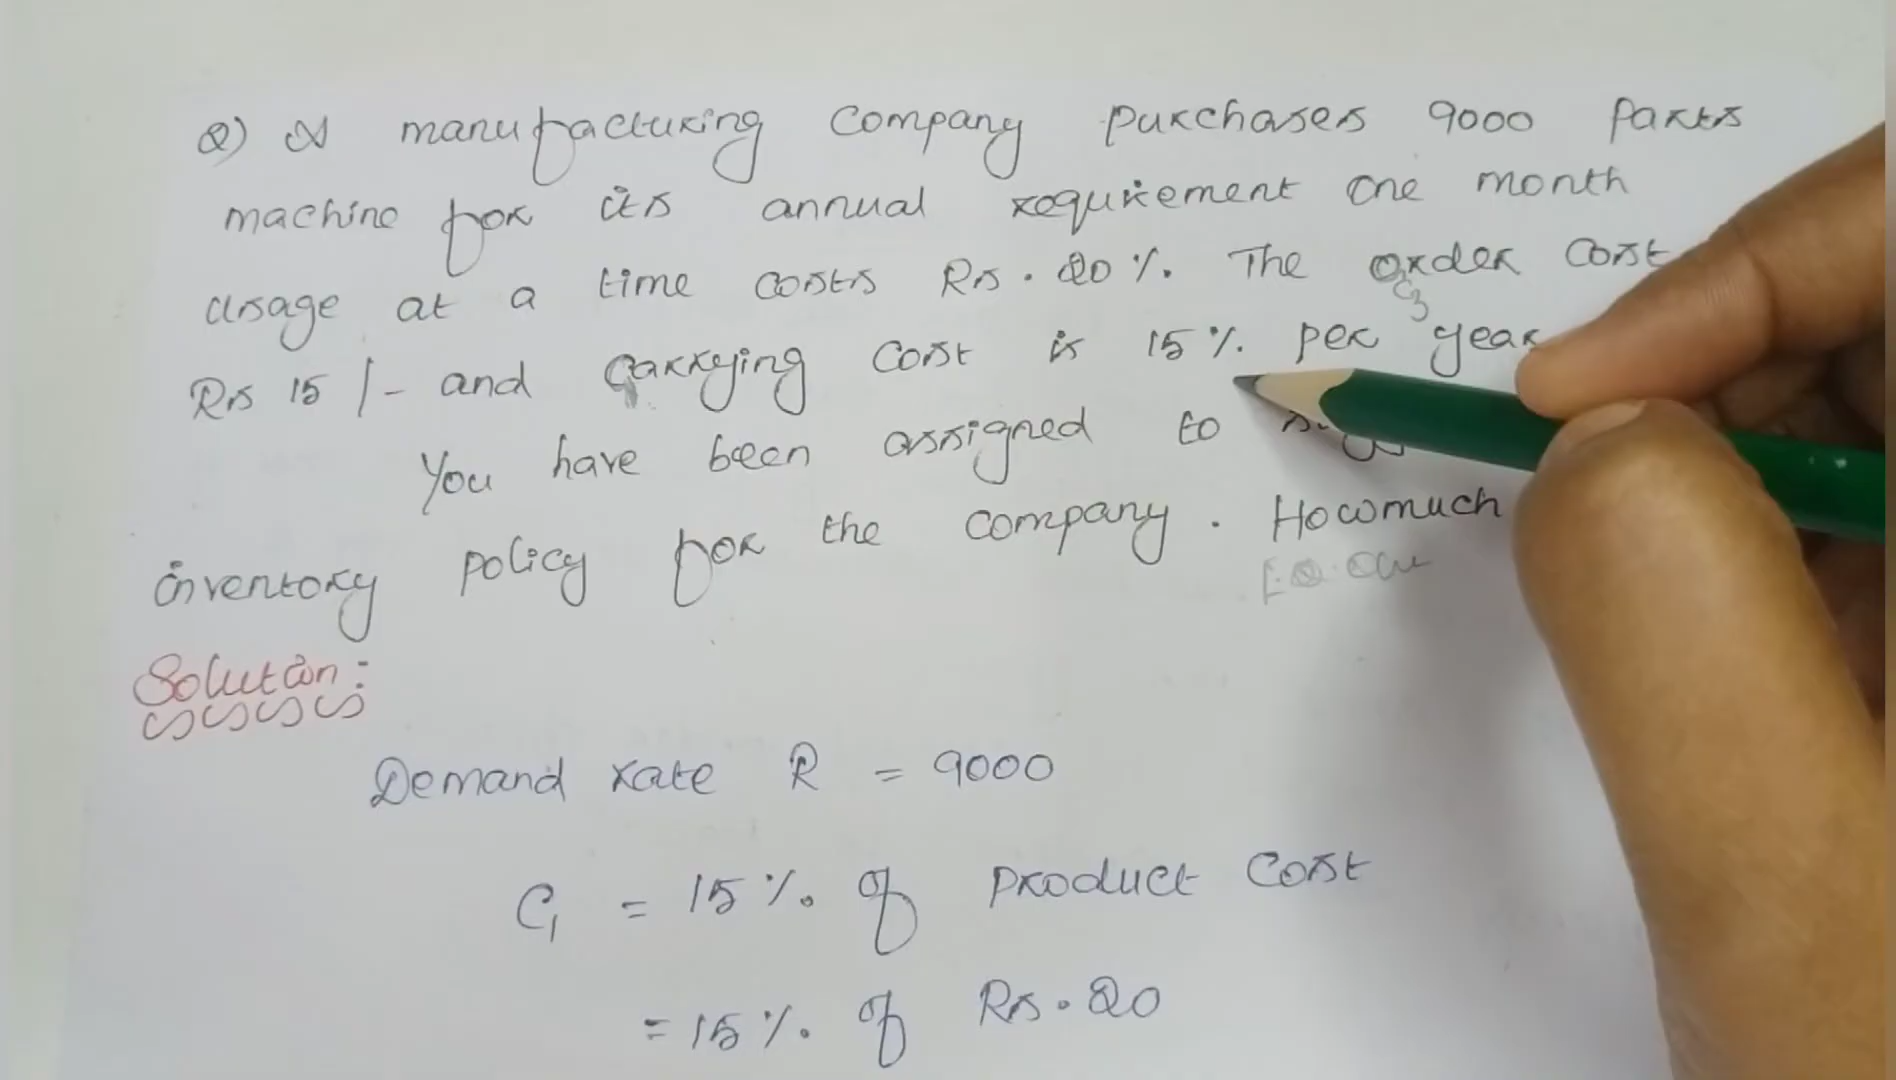 Q) A manufacturing company purchases 9000 parts
machine for its annual requirement one month
usage at a time costs Rs. 20%. The order cost
C3
Rs 15/- and carrying cost is 15% per year
You have been assigned to
inventory policy for the company. Howmuch
Solution:
Demand rate R = 9000
C1 = 15%. of product cost
= 15%. of Rs. 20